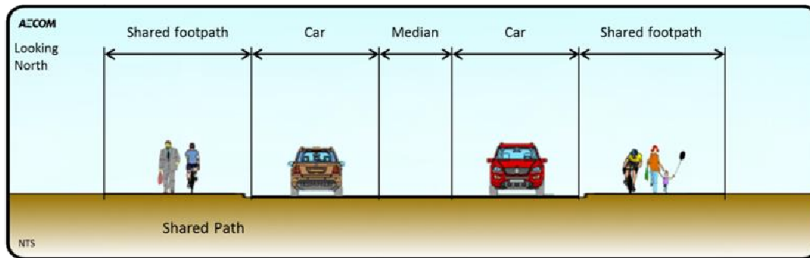 AECOM
Looking
North
Shared footpath
Car
Median
Car
Shared footpath
Shared Path
NTS